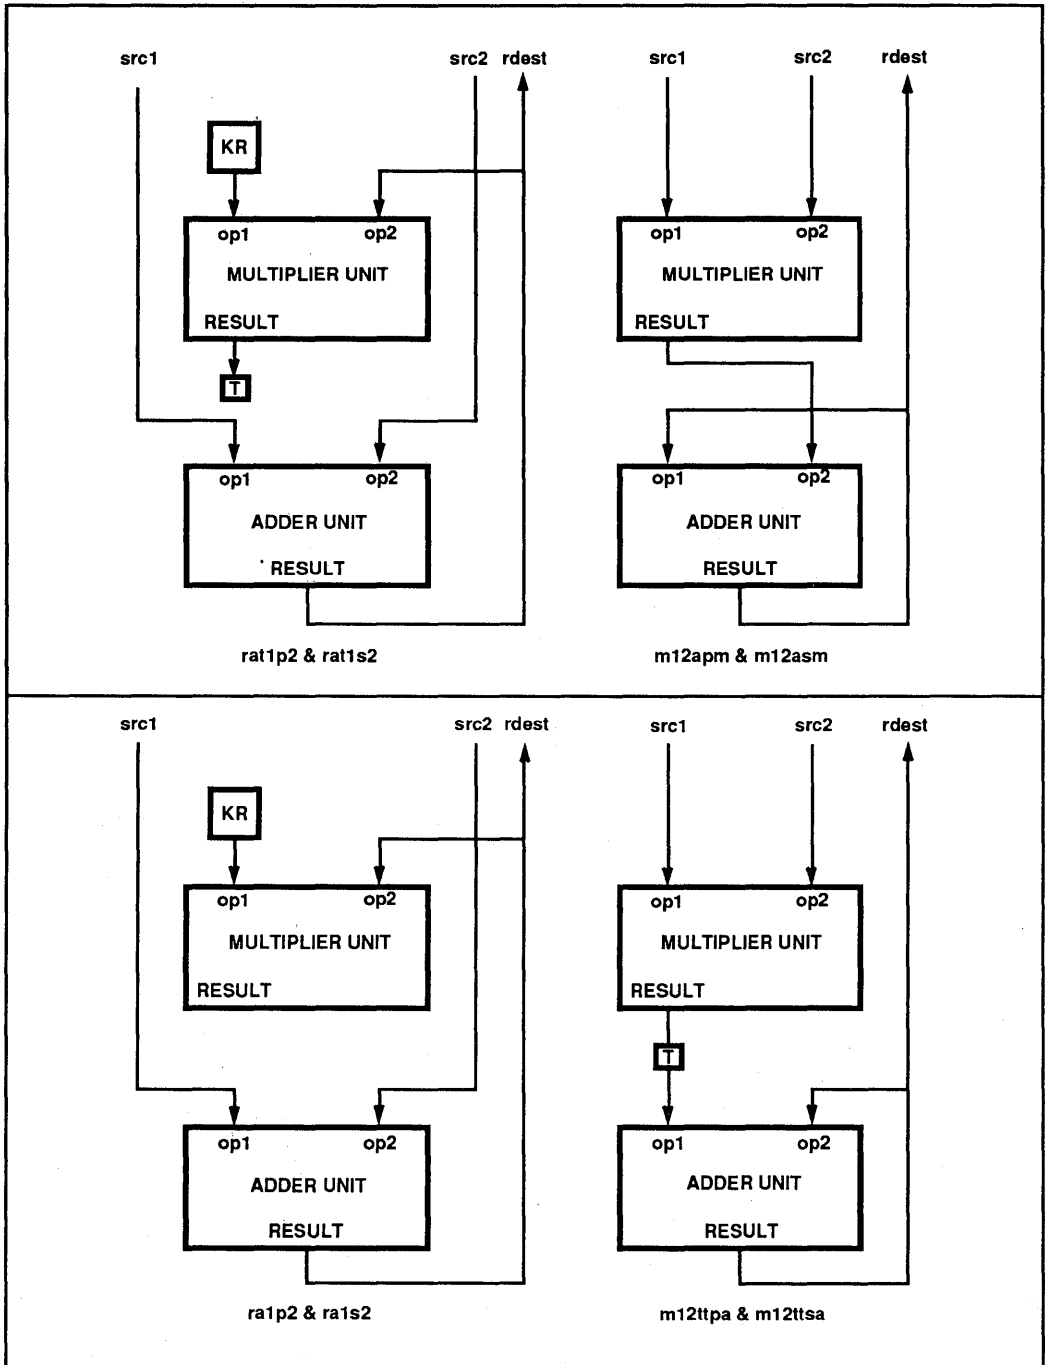 src1 src2 rdest src1 src2 rdest
KR
op1 op2 op1 op2
MULTIPLIER UNIT MULTIPLIER UNIT
RESULT RESULT
T
op1 op2 op1 op2
ADDER UNIT ADDER UNIT
RESULT RESULT
rat1p2 & rat1s2 m12apm & m12asm
src1 src2 rdest src1 src2 rdest
KR
op1 op2 op1 op2
MULTIPLIER UNIT MULTIPLIER UNIT
RESULT RESULT
T
op1 op2 op1 op2
ADDER UNIT ADDER UNIT
RESULT RESULT
ra1p2 & ra1s2 m12ttpa & m12ttsa